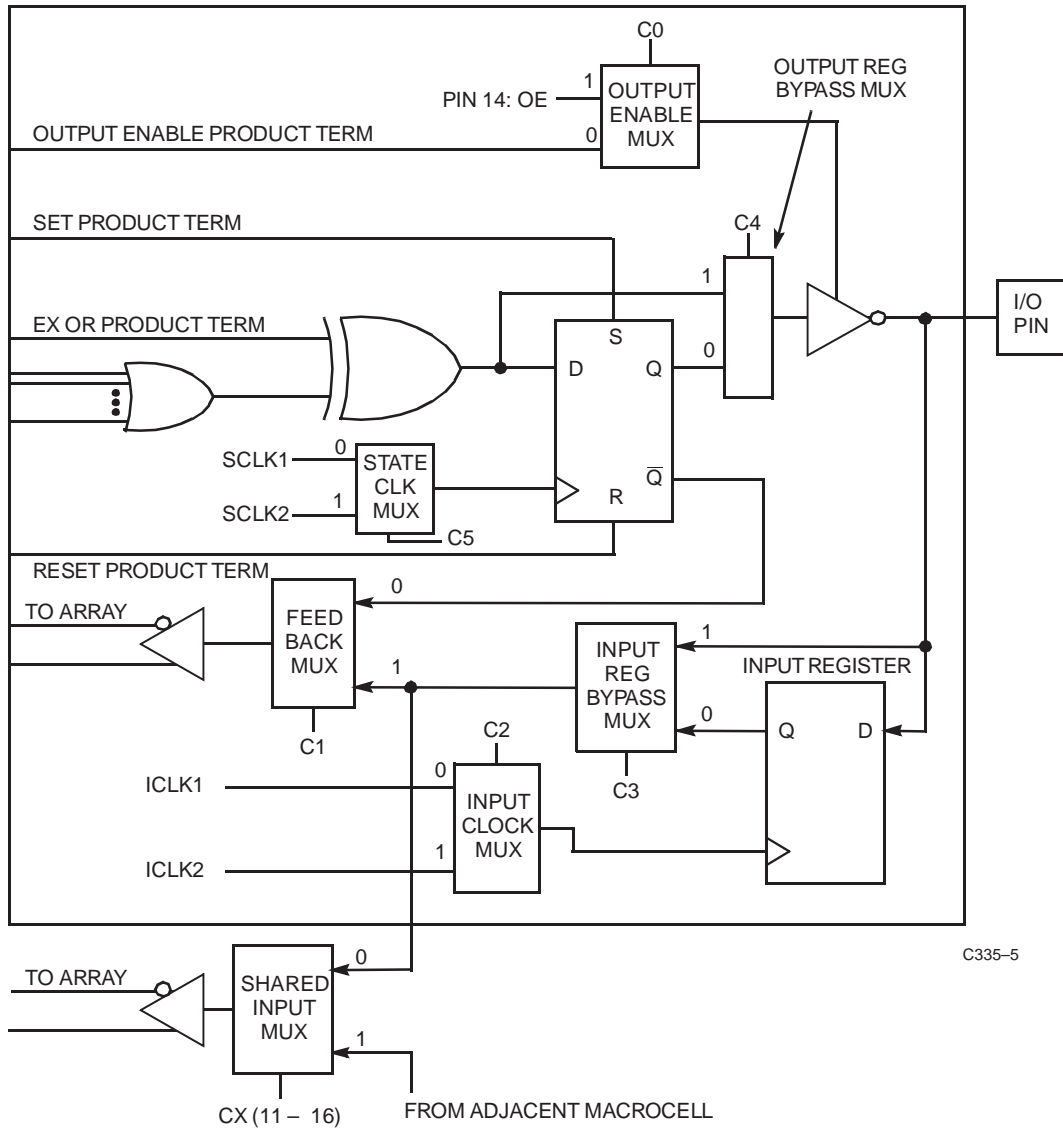 C0
OUTPUT REG
BYPASS MUX
1
PIN 14: OE
OUTPUT
ENABLE
MUX
OUTPUT ENABLE PRODUCT TERM
0
SET PRODUCT TERM
C4
1
I/O
PIN
EX OR PRODUCT TERM
S
D
Q
0
SCLK1
0
STATE
CLK
MUX
Q
SCLK2
1
R
C5
RESET PRODUCT TERM
0
TO ARRAY
FEED
BACK
MUX
1
INPUT
REG
BYPASS
MUX
1
INPUT REGISTER
0
Q
D
C1
C2
C3
ICLK1
0
INPUT
CLOCK
MUX
1
ICLK2
C335–5
TO ARRAY
SHARED
INPUT
MUX
0
1
CX (11 – 16)
FROM ADJACENT MACROCELL